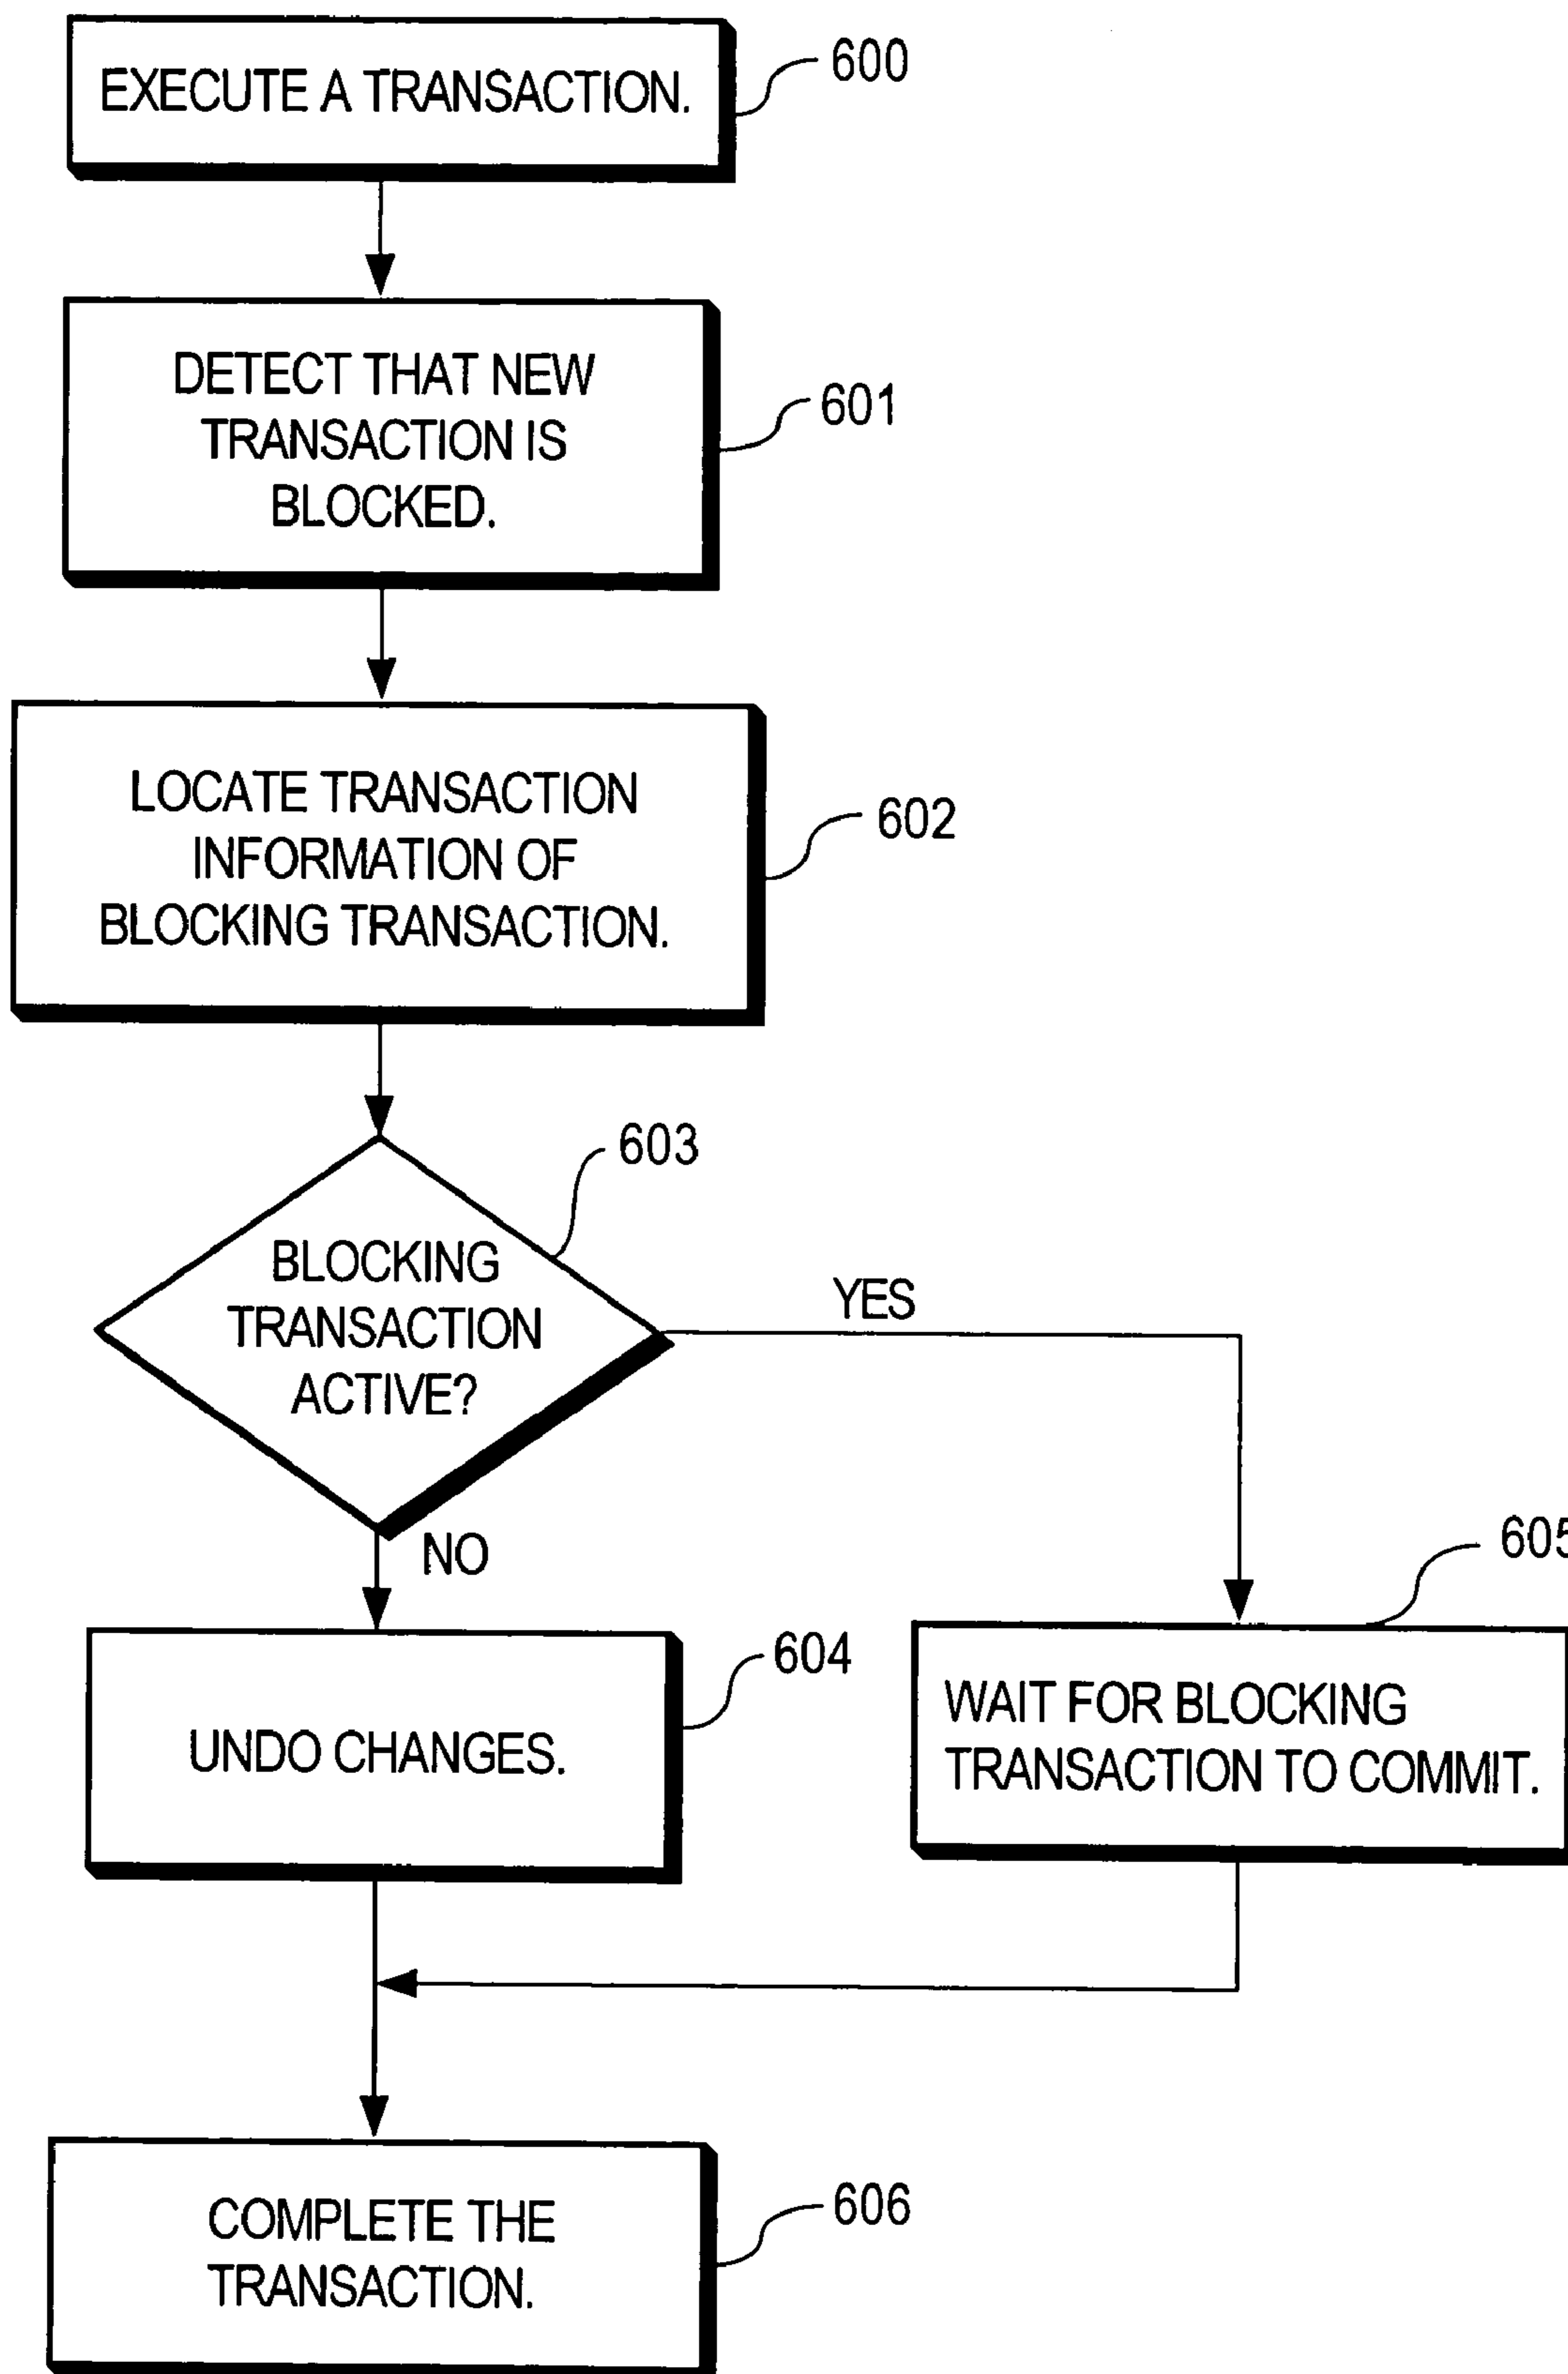 EXECUTE A TRANSACTION.
600
DETECT THAT NEW
TRANSACTION IS
BLOCKED.
601
LOCATE TRANSACTION
INFORMATION OF
BLOCKING TRANSACTION.
602
603
BLOCKING
TRANSACTION
ACTIVE?
YES
NO
605
604
UNDO CHANGES.
WAIT FOR BLOCKING
TRANSACTION TO COMMIT.
COMPLETE THE
TRANSACTION.
606